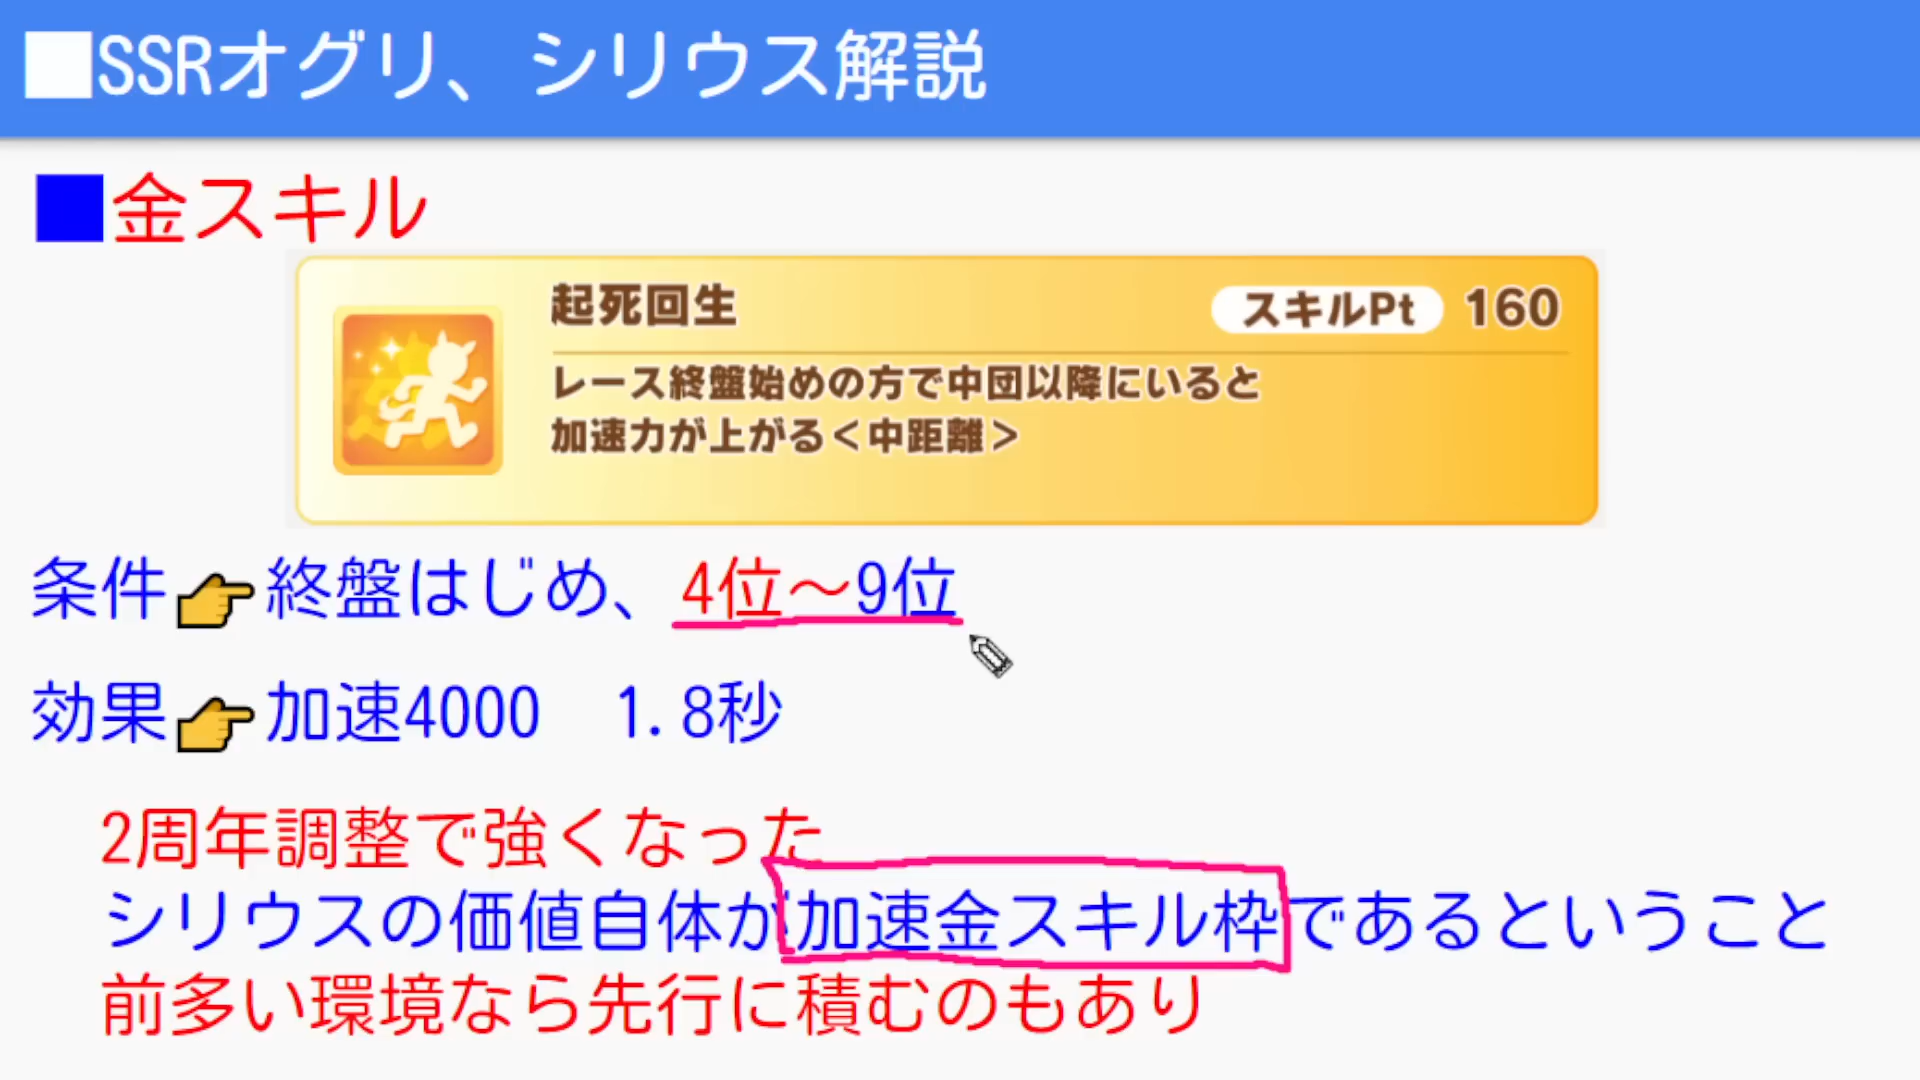 ■SSRオグリ、シリウス解説
■金スキル
起死回生 スキルPt 160
レース終盤始めの方で中団以降にいると
加速力が上がる<中距離>
条件👉終盤はじめ、4位～9位
効果👉加速4000　1.8秒
2周年調整で強くなった
シリウスの価値自体が加速金スキル枠であるということ
前多い環境なら先行に積むのもあり